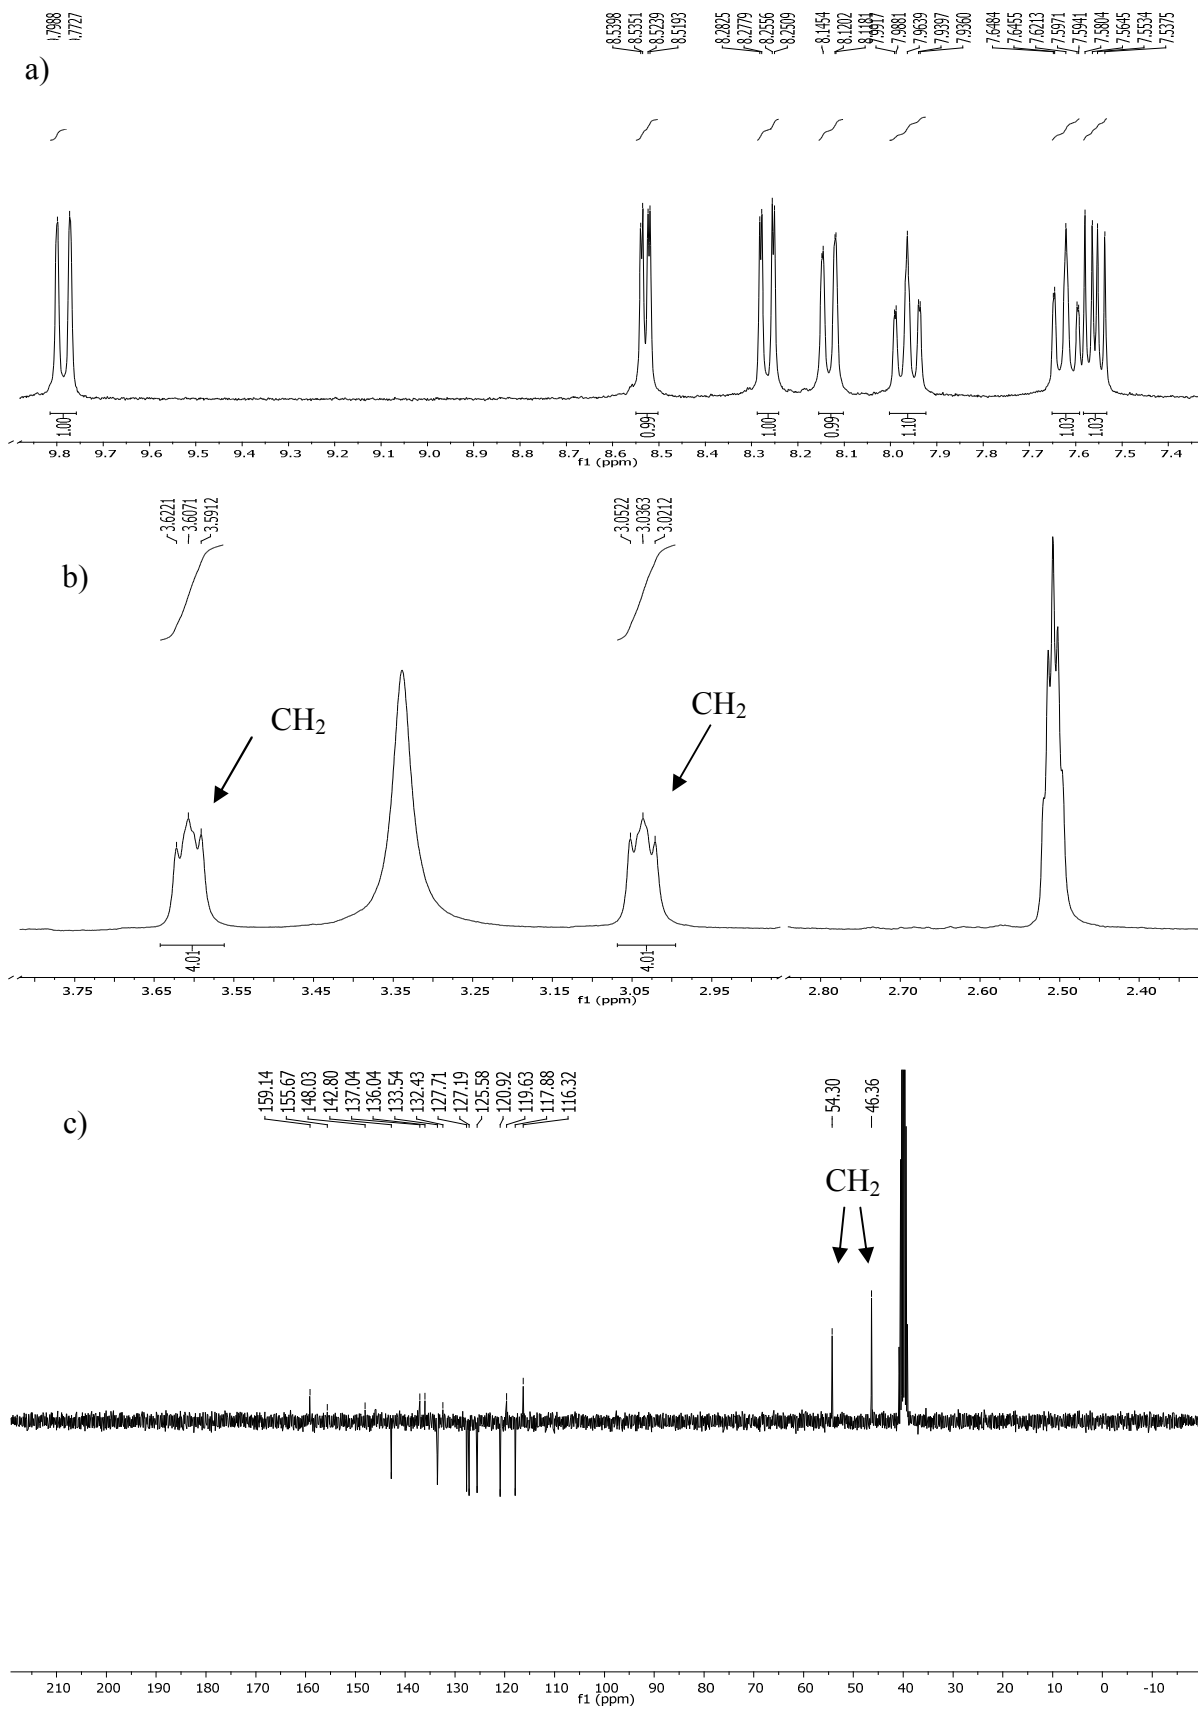 ),7988 ),7727 8.5398 8.5351 8.5239 8.5193 8.2825 8.2779 8.2556 8.2509 8.1454 8.1202 8.1181 7.9917 7.9881 7.9639 7.9397 7.9360 7.6484 7.6455 7.6213 7.5971 7.5941 7.5804 7.5645 7.5534 7.5375
a)
1.00 0.99 1.00 0.99 1.10 1.03 1.03
9.8 9.7 9.6 9.5 9.4 9.3 9.2 9.1 9.0 8.9 8.8 8.7 8.6 8.5 8.4 8.3 8.2 8.1 8.0 7.9 7.8 7.7 7.6 7.5 7.4
f1 (ppm)
3.6221 3.6071 3.5912 3.0522 3.0363 3.0212
b)
CH2 CH2
4.01 4.01
3.75 3.65 3.55 3.45 3.35 3.25 3.15 3.05 2.95 2.80 2.70 2.60 2.50 2.40
f1 (ppm)
159.14 155.67 148.03 142.80 137.04 136.04 133.54 132.43 127.71 127.19 125.58 120.92 119.63 117.88 116.32 54.30 46.36
c)
CH2
210 200 190 180 170 160 150 140 130 120 110 100 90 80 70 60 50 40 30 20 10 0 -10
f1 (ppm)